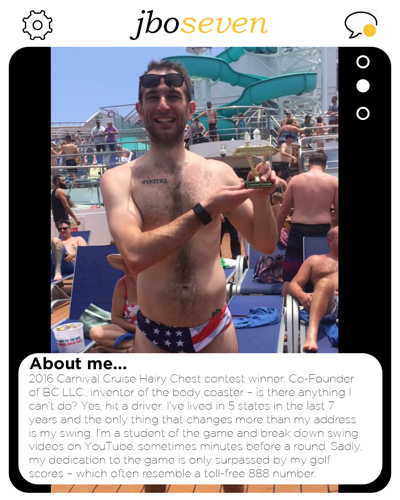 jboseven
About me...
2016 Carnival Cruise Hairy Chest contest winner, Co-Founder
of BC LLC., inventor of the body coaster – is there anything I
can't do? Yes, hit a driver. I've lived in 5 states in the last 7
years and the only thing that changes more than my address
is my swing. I'm a student of the game and break down swing
videos on YouTube, sometimes minutes before a round. Sadly,
my dedication to the game is only surpassed by my golf
scores – which often resemble a toll-free 888 number.